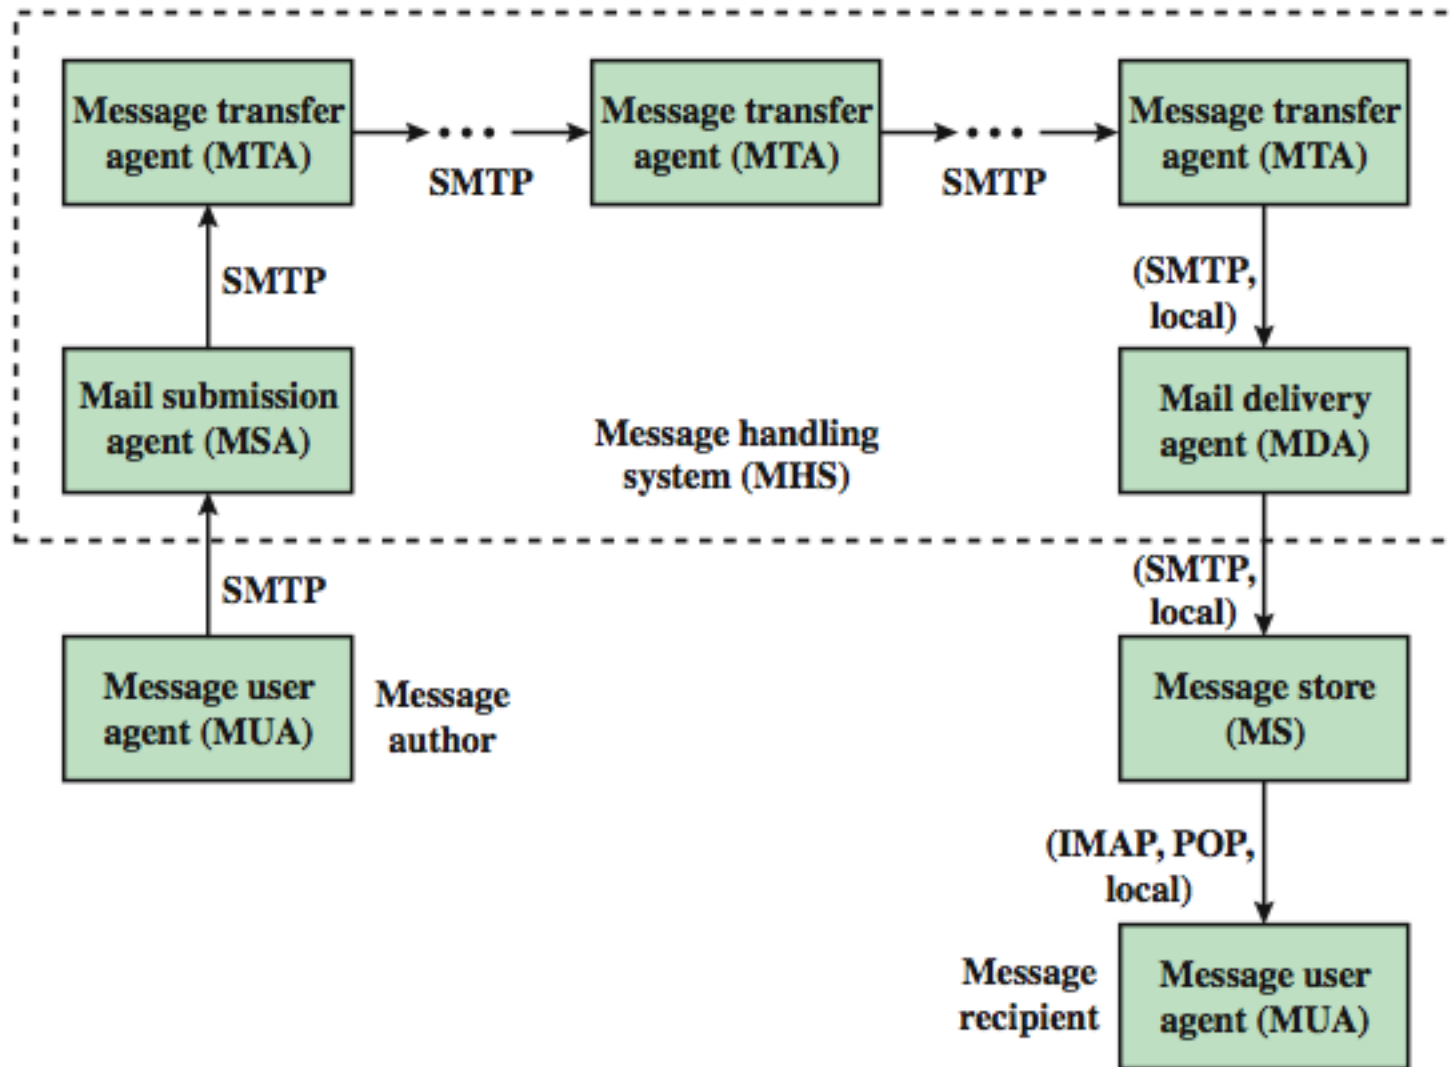 Message transfer
agent (MTA)
SMTP
Message transfer
agent (MTA)
SMTP
Message transfer
agent (MTA)
SMTP
(SMTP,
local)
Mail submission
agent (MSA)
Message handling
system (MHS)
Mail delivery
agent (MDA)
SMTP
(SMTP,
local)
Message user
agent (MUA)
Message
author
Message store
(MS)
(IMAP, POP,
local)
Message
recipient
Message user
agent (MUA)